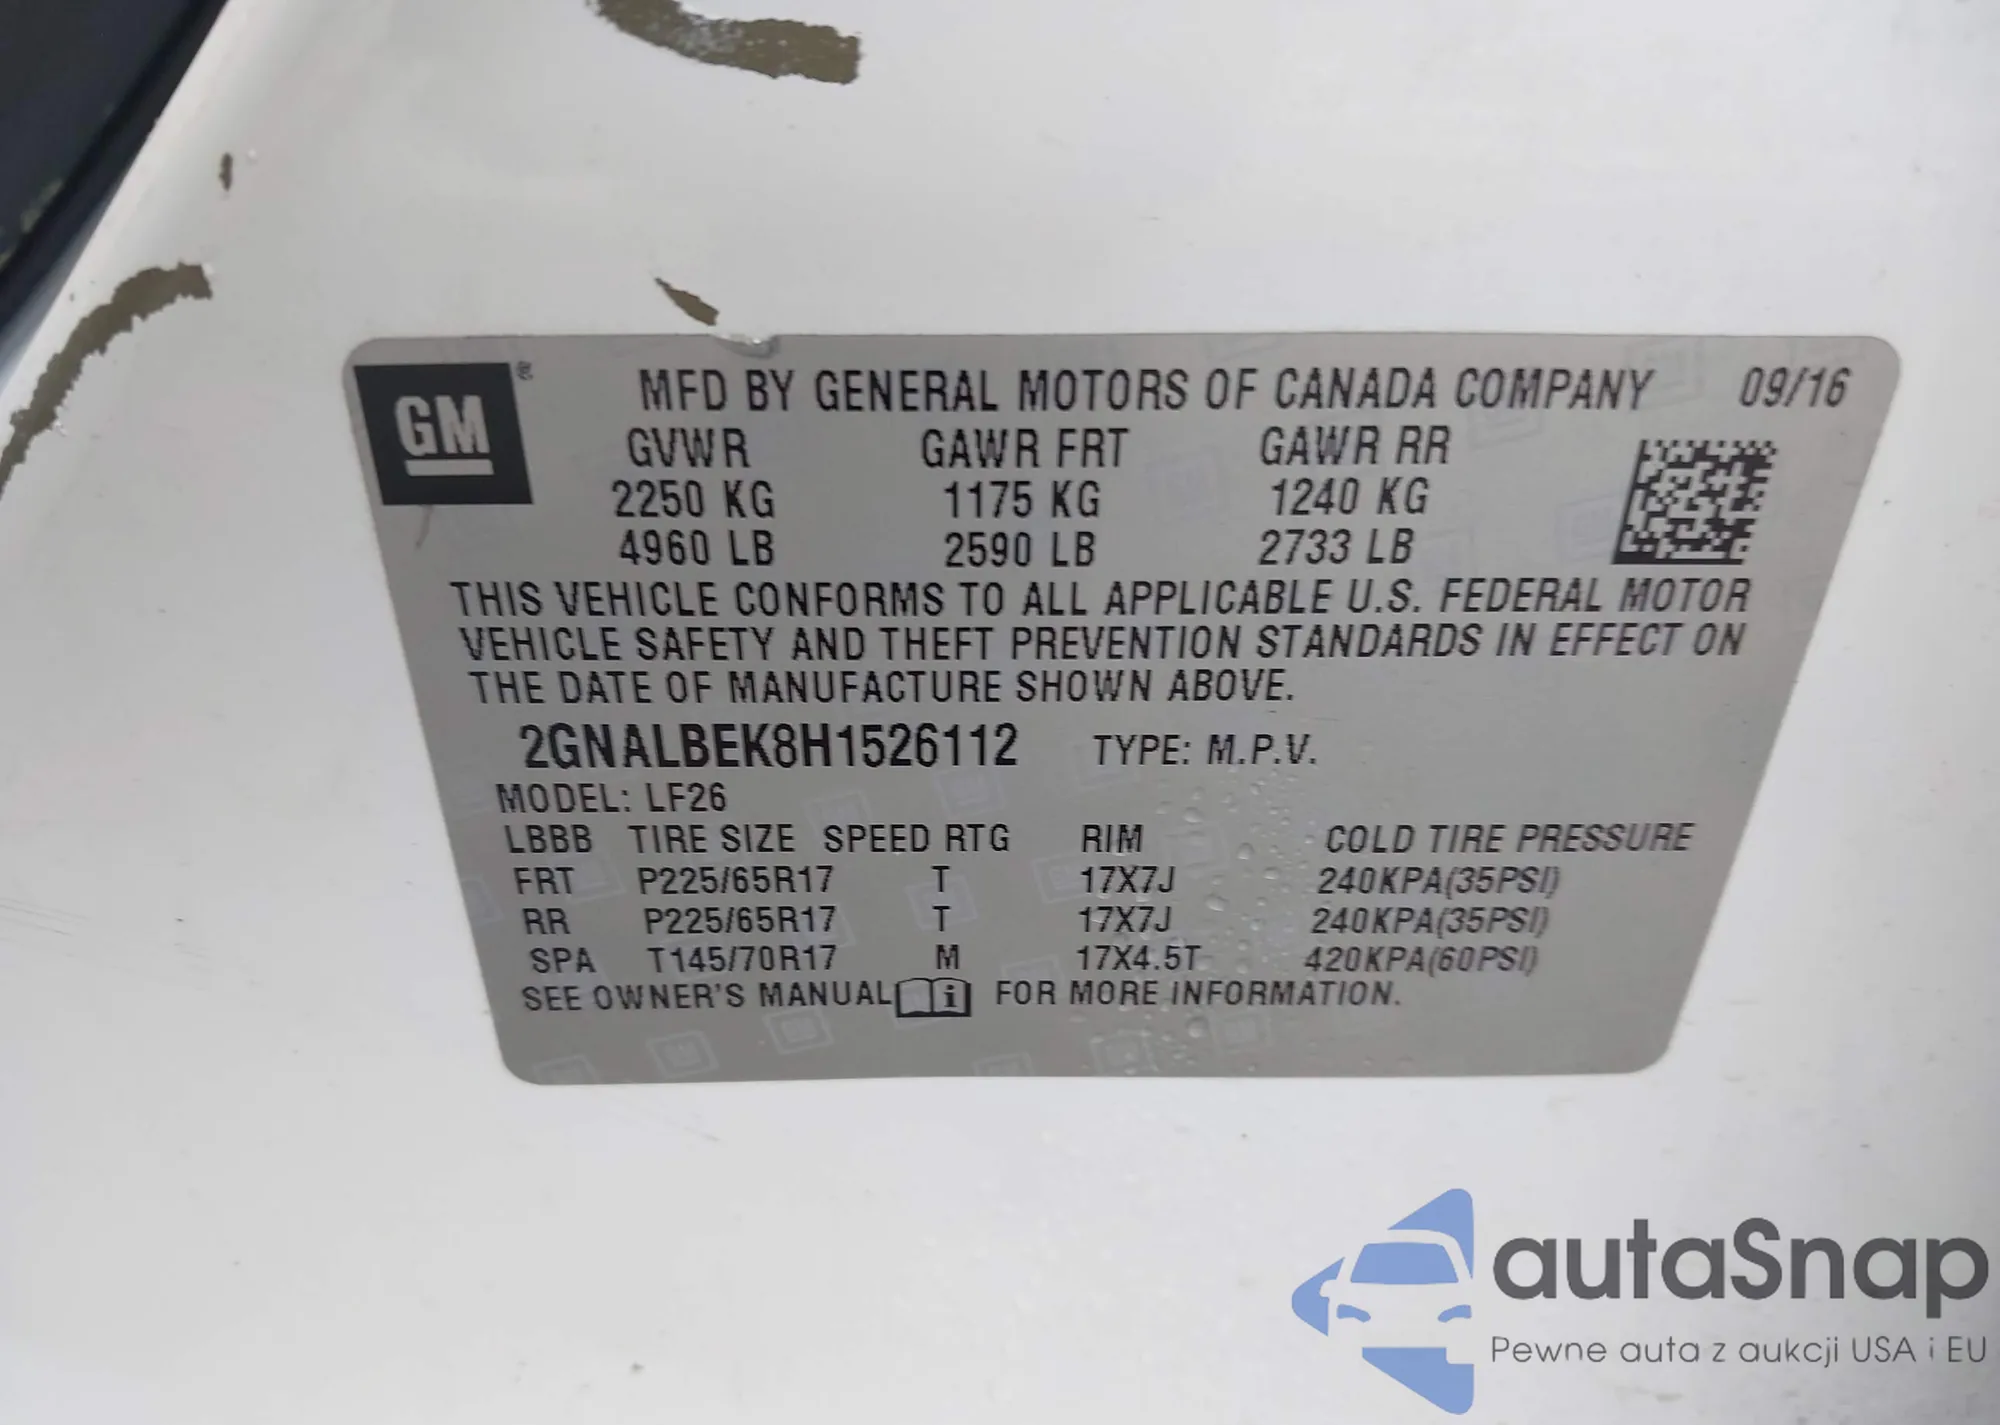 GM ® MFD BY GENERAL MOTORS OF CANADA COMPANY 09/16
GVWR GAWR FRT GAWR RR
2250 KG 1175 KG 1240 KG
4960 LB 2590 LB 2733 LB
THIS VEHICLE CONFORMS TO ALL APPLICABLE U.S. FEDERAL MOTOR
VEHICLE SAFETY AND THEFT PREVENTION STANDARDS IN EFFECT ON
THE DATE OF MANUFACTURE SHOWN ABOVE.
2GNALBEK8H1526112 TYPE: M.P.V.
MODEL: LF26
LBBB TIRE SIZE SPEED RTG RIM COLD TIRE PRESSURE
FRT P225/65R17 T 17X7J 240KPA(35PSI)
RR P225/65R17 T 17X7J 240KPA(35PSI)
SPA T145/70R17 M 17X4.5T 420KPA(60PSI)
SEE OWNER'S MANUAL i FOR MORE INFORMATION.
autaSnap
Pewne auta z aukcji USA i EU